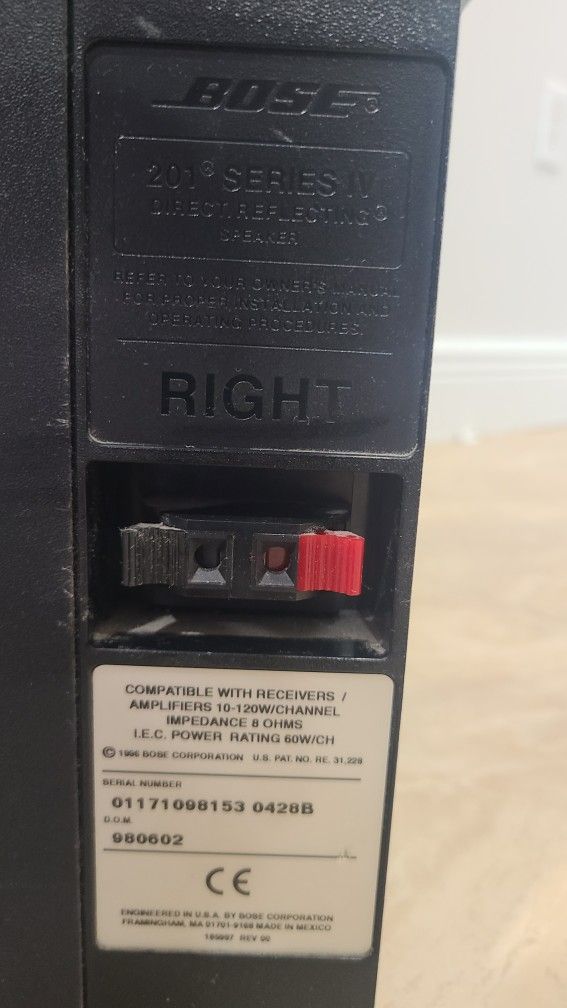 BOSE®
201® SERIES IV
DIRECT/REFLECTING®
SPEAKER
REFER TO YOUR OWNER'S MANUAL
FOR PROPER INSTALLATION AND
OPERATING PROCEDURES.
RIGHT
COMPATIBLE WITH RECEIVERS /
AMPLIFIERS 10-120W/CHANNEL
IMPEDANCE 8 OHMS
I.E.C. POWER RATING 60W/CH
© 1996 BOSE CORPORATION U.S. PAT. NO. RE. 31,228
SERIAL NUMBER
01171098153 0428B
D.O.M.
980602
CE
ENGINEERED IN U.S.A. BY BOSE CORPORATION
FRAMINGHAM, MA 01701-9168 MADE IN MEXICO
REV 00